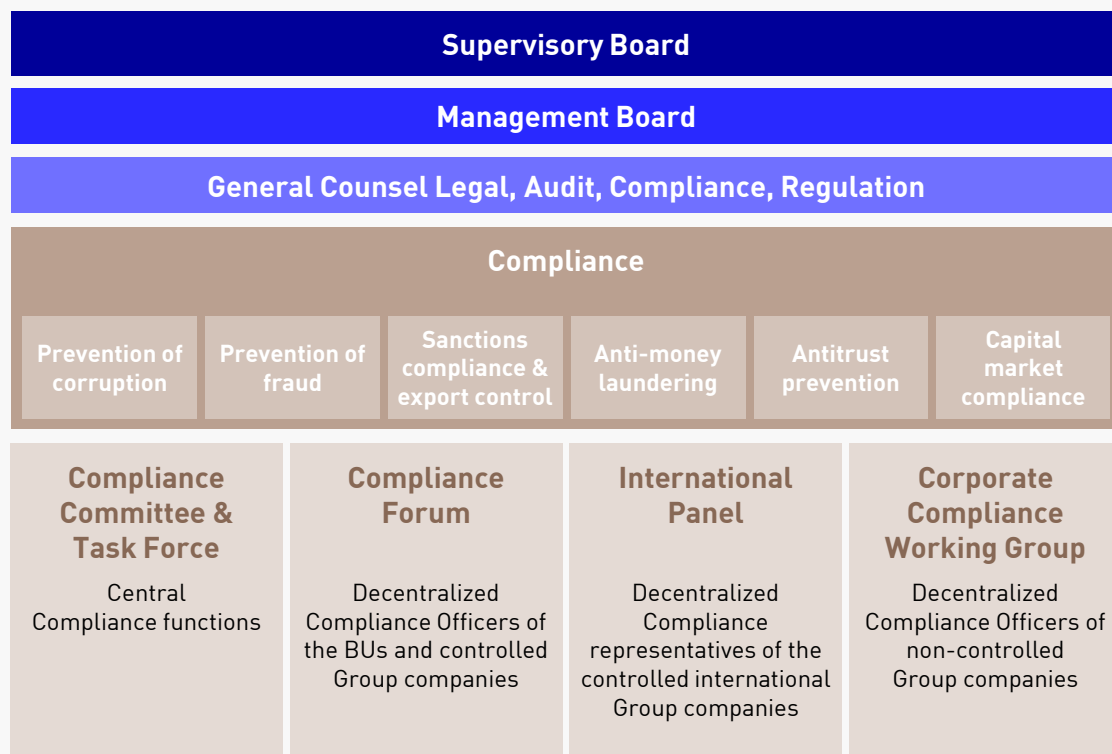 Supervisory Board
Management Board
General Counsel Legal, Audit, Compliance, Regulation
Compliance
Prevention of
corruption
Prevention of
fraud
Sanctions
compliance &
export control
Anti-money
laundering
Antitrust
prevention
Capital
market
compliance
Compliance
Committee &
Task Force
Central
Compliance functions
Compliance
Forum
Decentralized
Compliance Officers of
the BUs and controlled
Group companies
International
Panel
Decentralized
Compliance
representatives of the
controlled international
Group companies
Corporate
Compliance
Working Group
Decentralized
Compliance Officers of
non-controlled
Group companies